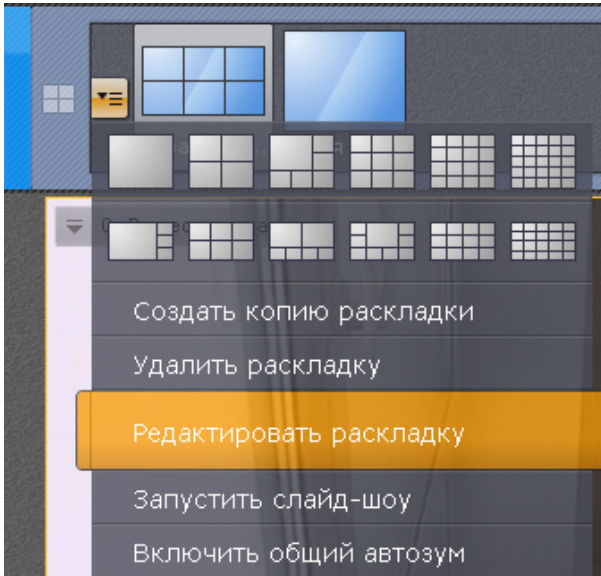 Создать копию раскладки
Удалить раскладку
Редактировать раскладку
Запустить слайд-шоу
Включить общий автозум